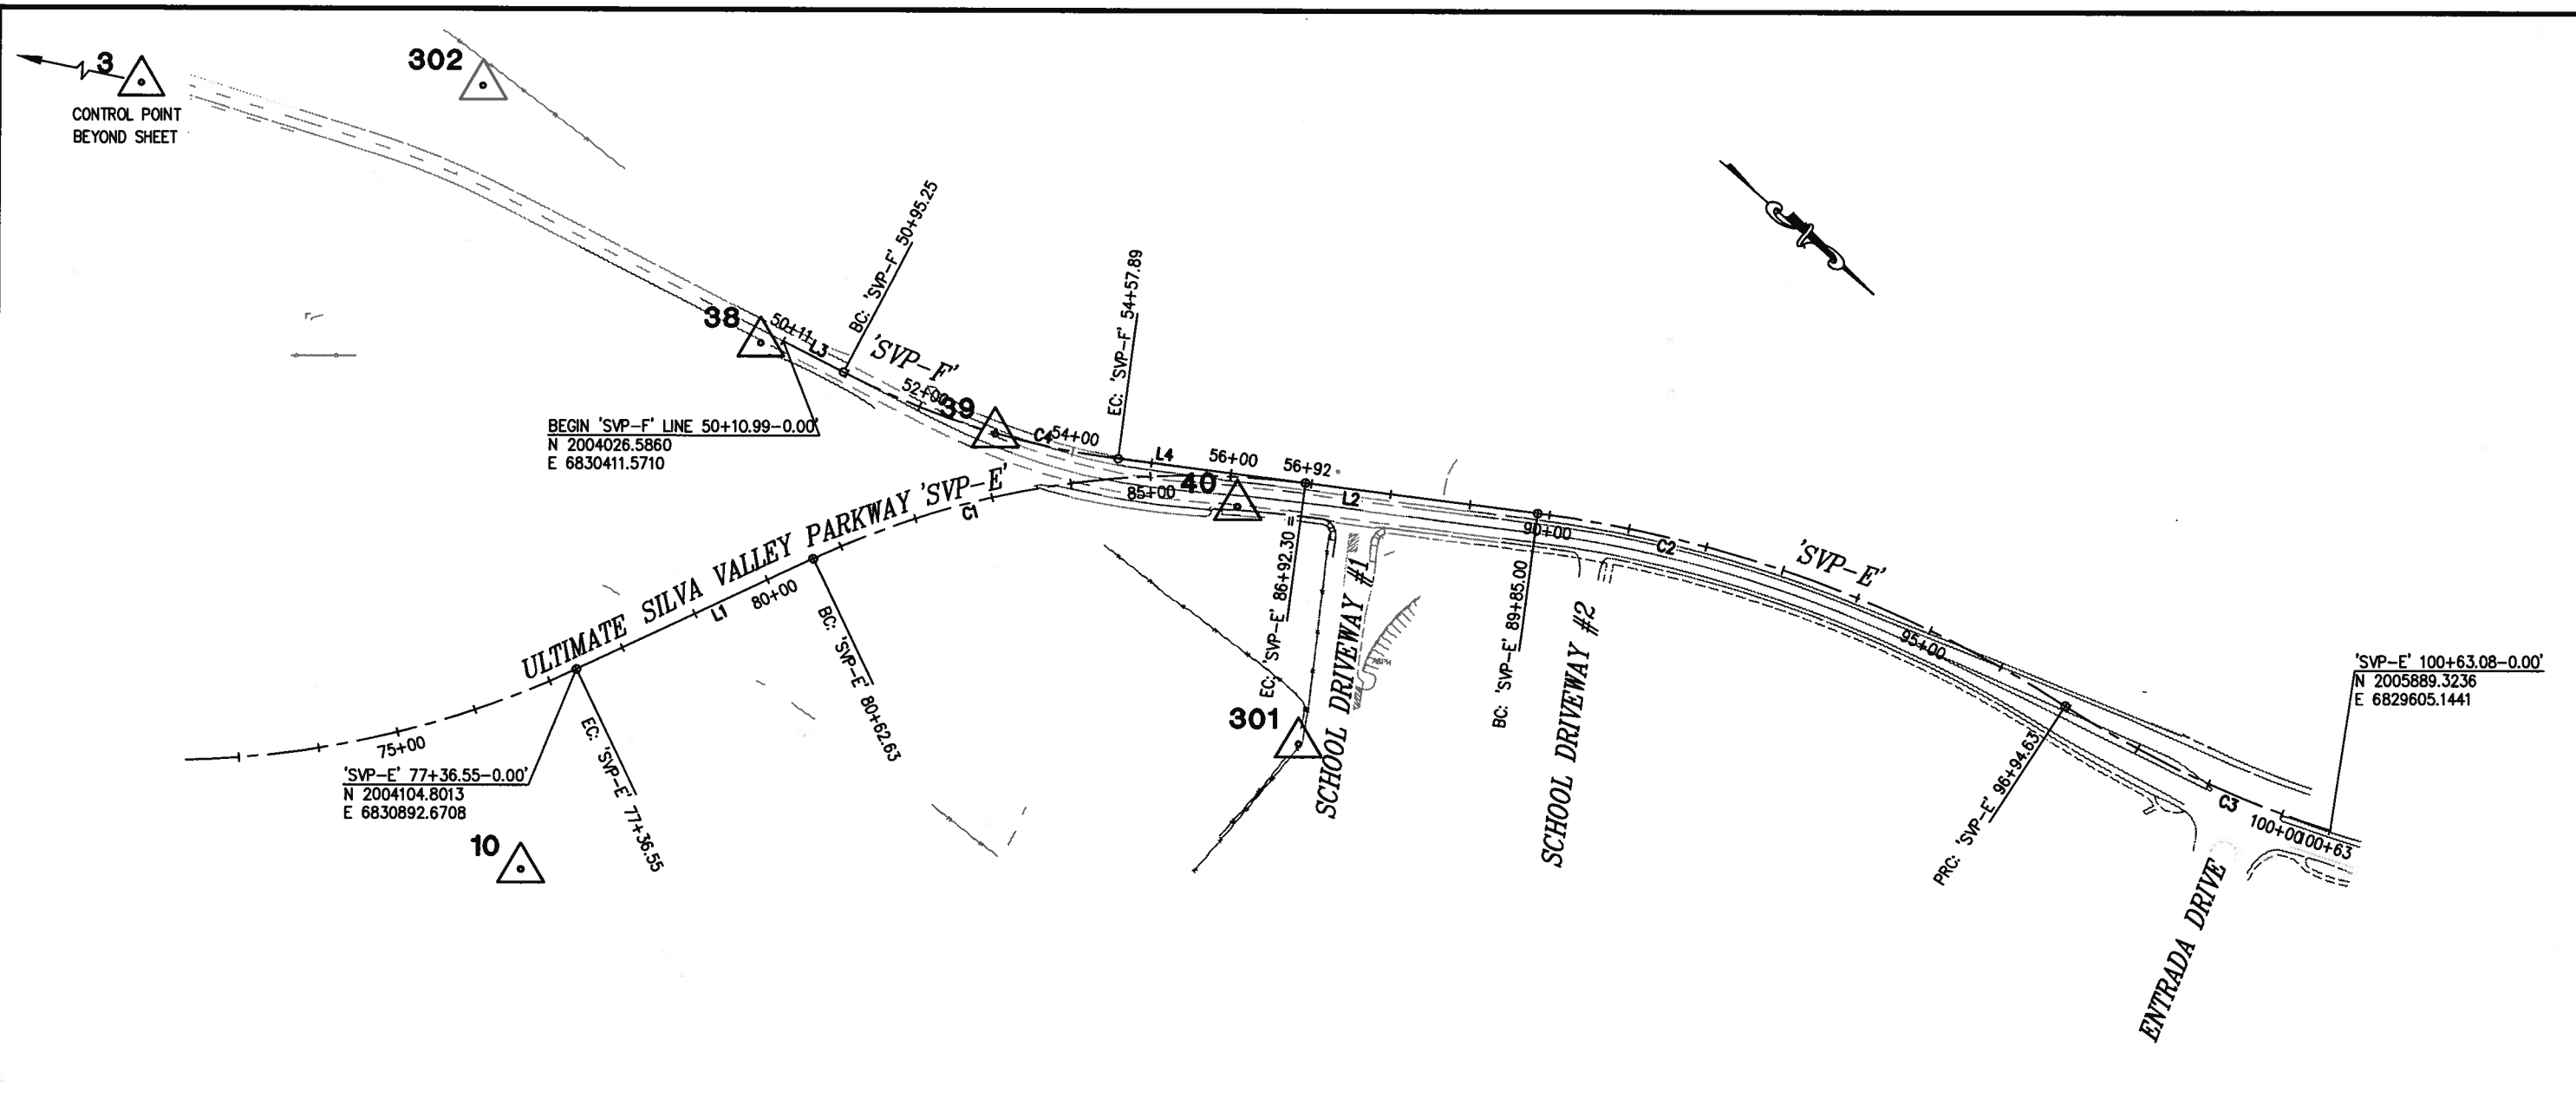 3
CONTROL POINT
BEYOND SHEET
302
BC: 'SVP-F' 50+95.25
EC: 'SVP-F' 54+57.89
38
50+11
L3
'SVP-F'
52+00
39
C4
54+00
L4
56+00
56+92
BEGIN 'SVP-F' LINE 50+10.99-0.00'
N 2004026.5860
E 6830411.5710
85+00
40
L2
90+00
C2
'SVP-E'
ULTIMATE SILVA VALLEY PARKWAY 'SVP-E'
C1
L1
80+00
75+00
'SVP-E' 77+36.55-0.00'
N 2004104.8013
E 6830892.6708
EC: 'SVP-E' 77+36.55
BC: 'SVP-E' 80+62.63
10
301
EC: 'SVP-E' 86+92.30 =
SCHOOL DRIVEWAY #1
ASPH
BC: 'SVP-E' 89+85.00
SCHOOL DRIVEWAY #2
95+00
PRC: 'SVP-E' 96+94.63
'SVP-E' 100+63.08-0.00'
N 2005889.3236
E 6829605.1441
C3
100+00
100+63
ENTRADA DRIVE